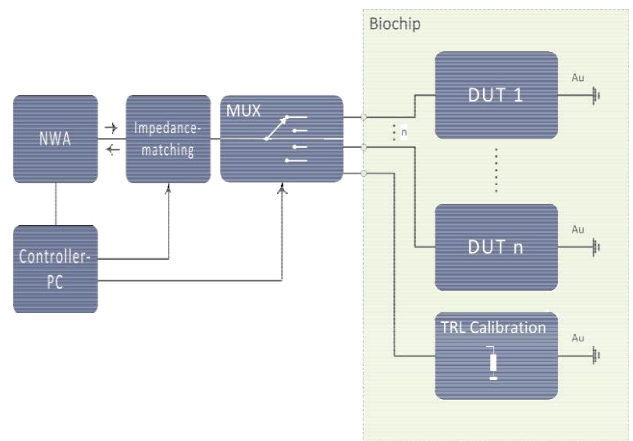 Biochip
NWA
Impedance-
matching
MUX
n
DUT 1
Au
DUT n
Au
Controller-
PC
TRL Calibration
Au